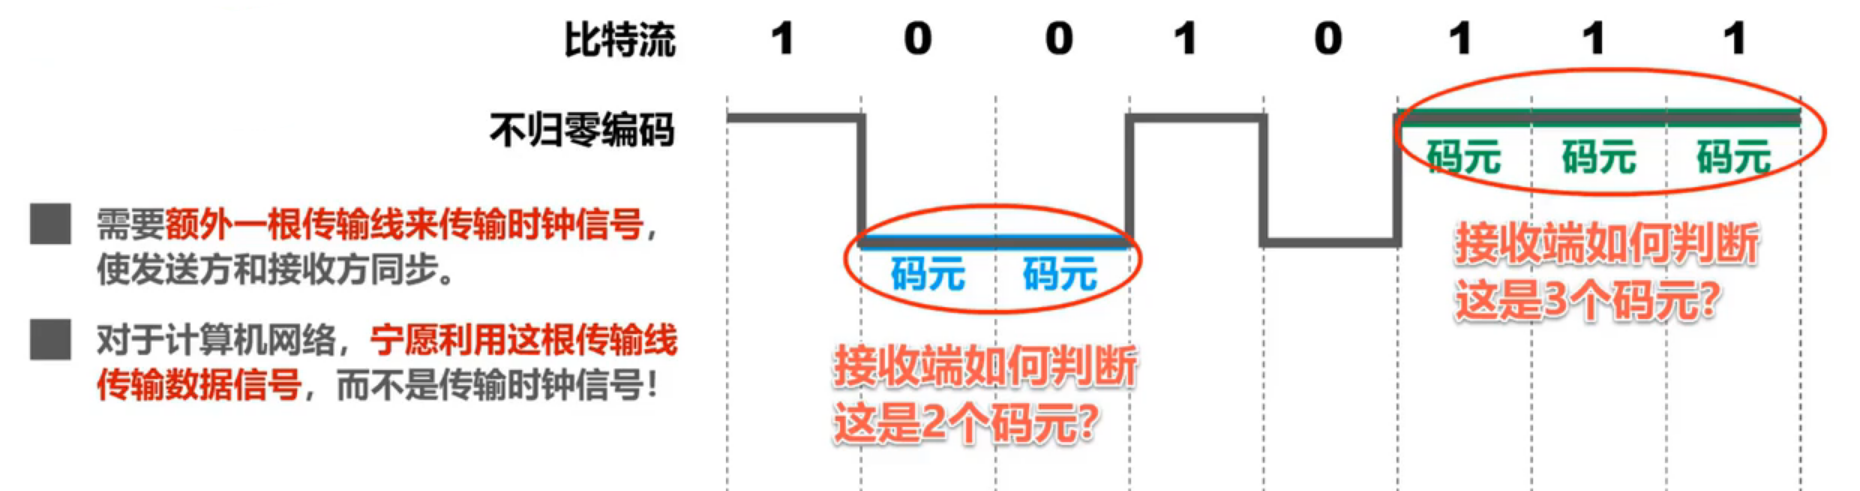 比特流 1 0 0 1 0 1 1 1
不归零编码
码元 码元 码元
需要额外一根传输线来传输时钟信号，
使发送方和接收方同步。
码元 码元
接收端如何判断
这是3个码元？
对于计算机网络，宁愿利用这根传输线
传输数据信号，而不是传输时钟信号！
接收端如何判断
这是2个码元？